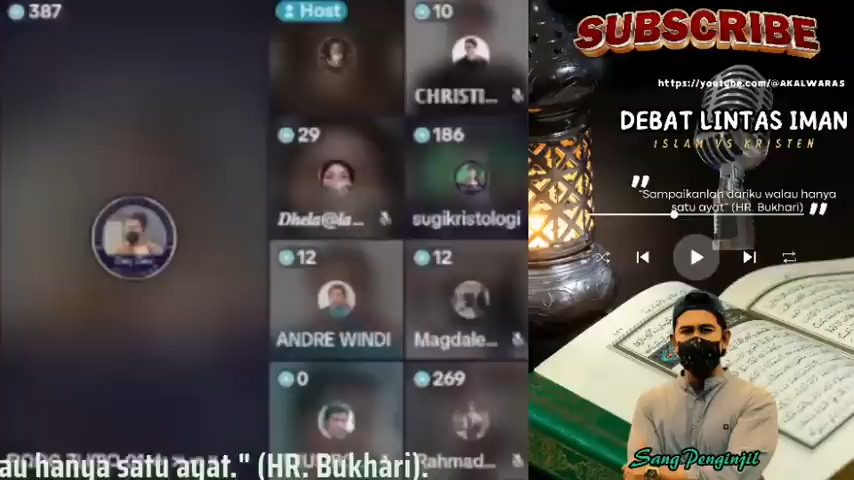 387
Host
10
CHRISTI...
29
Dhela@la...
186
sugikristologi
12
ANDRE WINDI
12
Magdale...
0
269
Rahmad...
au hanya satu ayat." (HR. Bukhari).
SUBSCRIBE
https://youtube.com/@AKALWARAS
DEBAT LINTAS IMAN
ISLAM VS KRISTEN
"Sampaikanlah dariku walau hanya
satu ayat" (HR. Bukhari)
Sang Penginjil